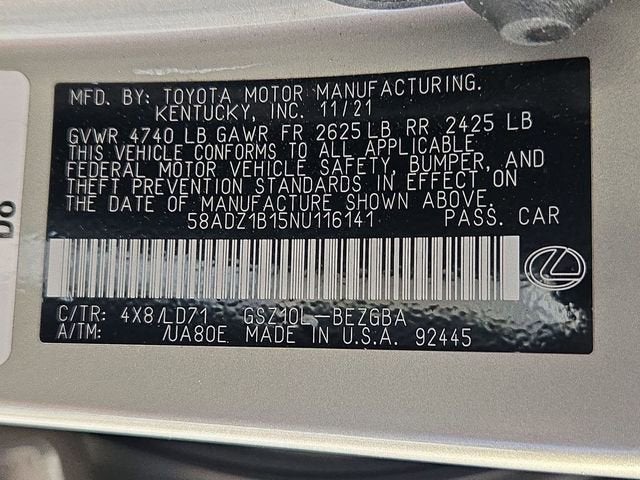 MFD. BY: TOYOTA MOTOR MANUFACTURING.
KENTUCKY, INC. 11/21
GVWR 4740 LB GAWR FR 2625 LB RR 2425 LB
THIS VEHICLE CONFORMS TO ALL APPLICABLE
FEDERAL MOTOR VEHICLE SAFETY, BUMPER, AND
THEFT PREVENTION STANDARDS IN EFFECT ON
THE DATE OF MANUFACTURE SHOWN ABOVE.
58ADZ1B15NU116141 PASS. CAR
C/TR: 4X8/LD71 GSZ10L-BEZGBA
A/TM: /UA80E MADE IN U.S.A. 92445